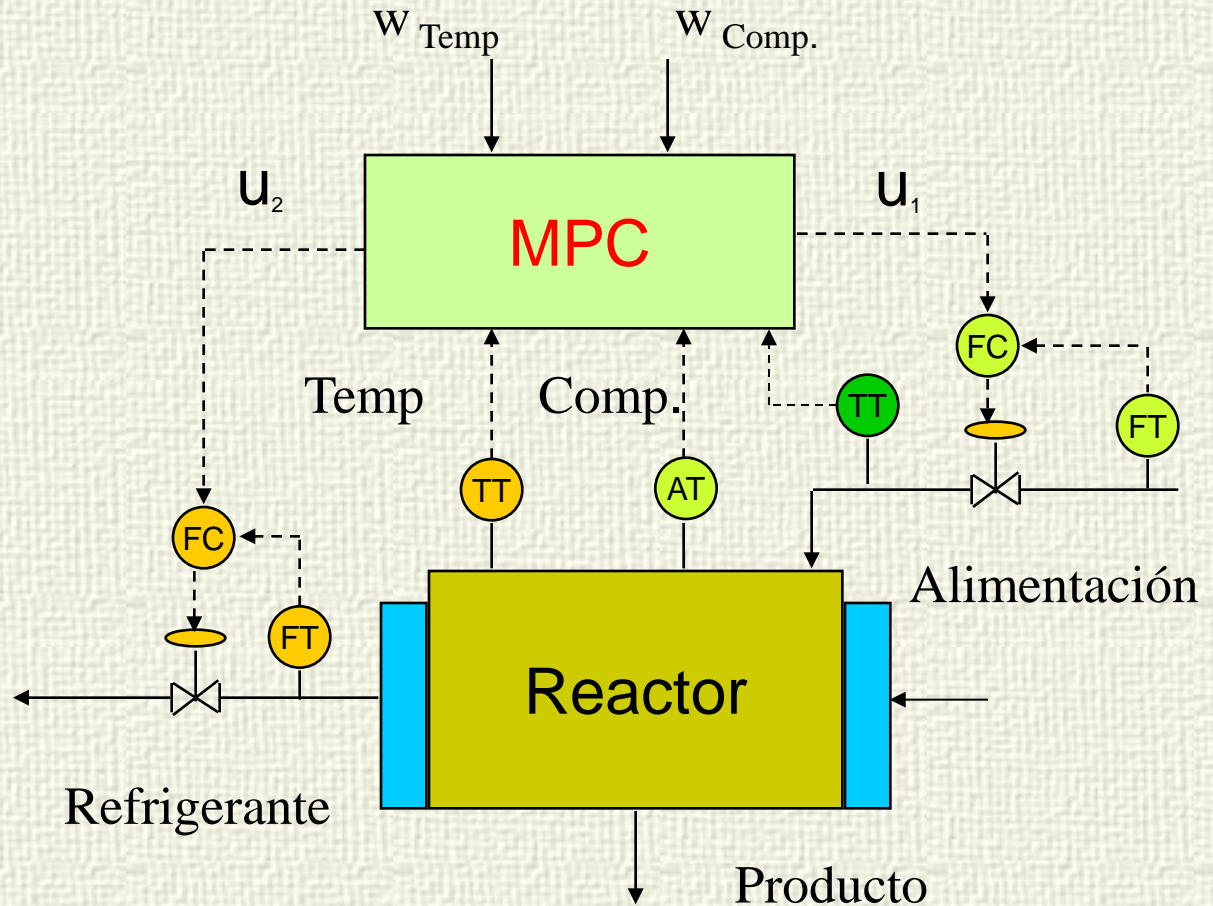 w Temp
w Comp.
u₂
u₁
MPC
FC
Temp
Comp.
TT
FT
TT
AT
FC
Alimentación
FT
Reactor
Refrigerante
Producto